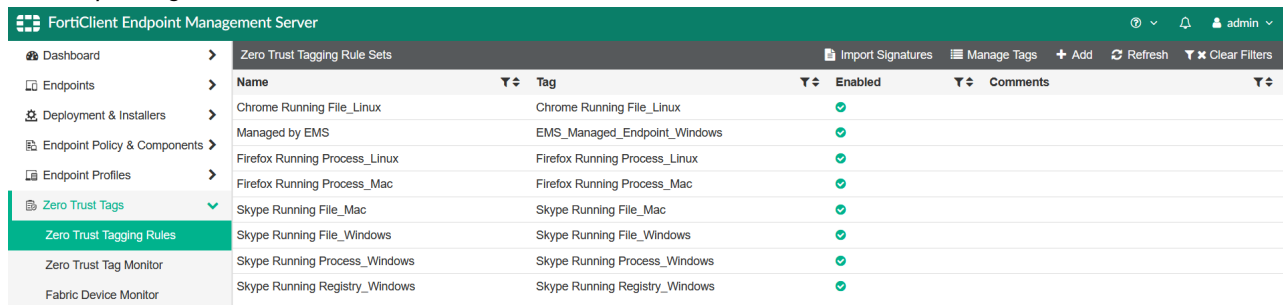 FortiClient Endpoint Management Server admin
Dashboard
Endpoints
Deployment & Installers
Endpoint Policy & Components
Endpoint Profiles
Zero Trust Tags
Zero Trust Tagging Rules
Zero Trust Tag Monitor
Fabric Device Monitor
Zero Trust Tagging Rule Sets Import Signatures Manage Tags Add Refresh Clear Filters
Name Tag Enabled Comments
Chrome Running File_Linux Chrome Running File_Linux
Managed by EMS EMS_Managed_Endpoint_Windows
Firefox Running Process_Linux Firefox Running Process_Linux
Firefox Running Process_Mac Firefox Running Process_Mac
Skype Running File_Mac Skype Running File_Mac
Skype Running File_Windows Skype Running File_Windows
Skype Running Process_Windows Skype Running Process_Windows
Skype Running Registry_Windows Skype Running Registry_Windows